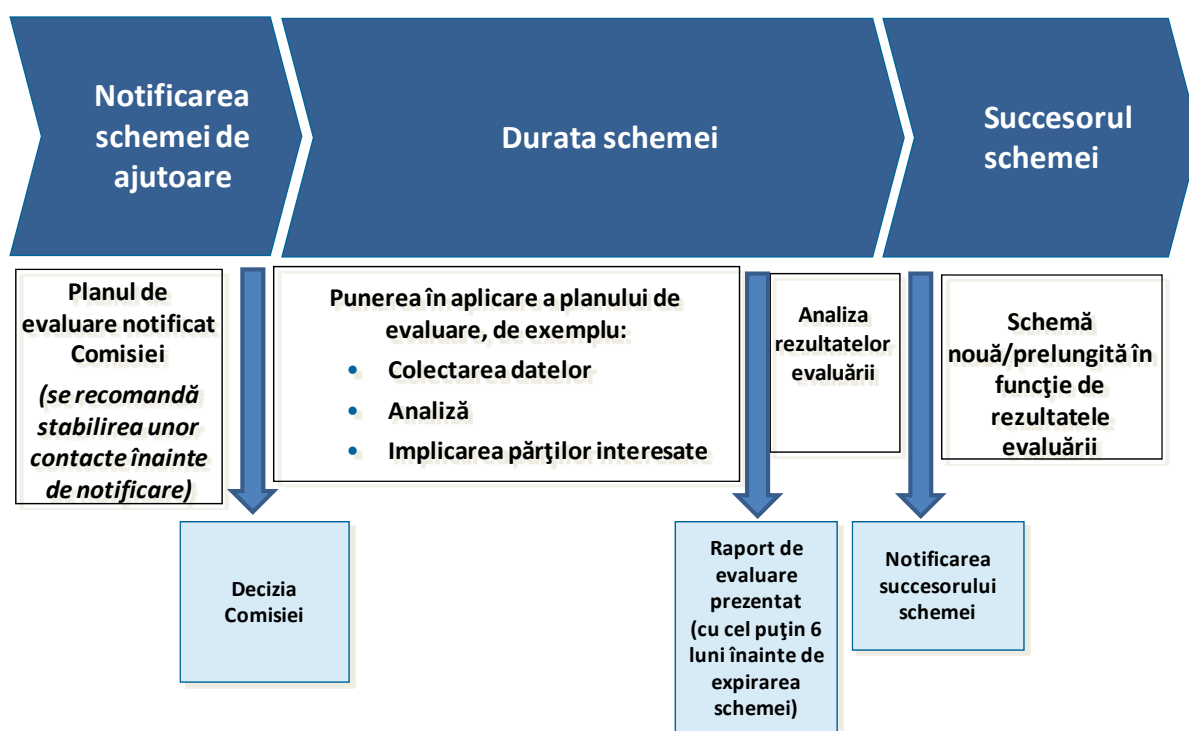 Notificarea
schemei de
ajutoare
Durata schemei
Succesorul
schemei
Planul de
evaluare notificat
Comisiei
(se recomandă
stabilirea unor
contacte înainte
de notificare)
Punerea în aplicare a planului de
evaluare, de exemplu:
• Colectarea datelor
• Analiză
• Implicarea părţilor interesate
Analiza
rezultatelor
evaluării
Schemă
nouă/prelungită în
funcţie de
rezultatele
evaluării
Decizia
Comisiei
Raport de
evaluare
prezentat
(cu cel puţin 6
luni înainte de
expirarea
schemei)
Notificarea
succesorului
schemei